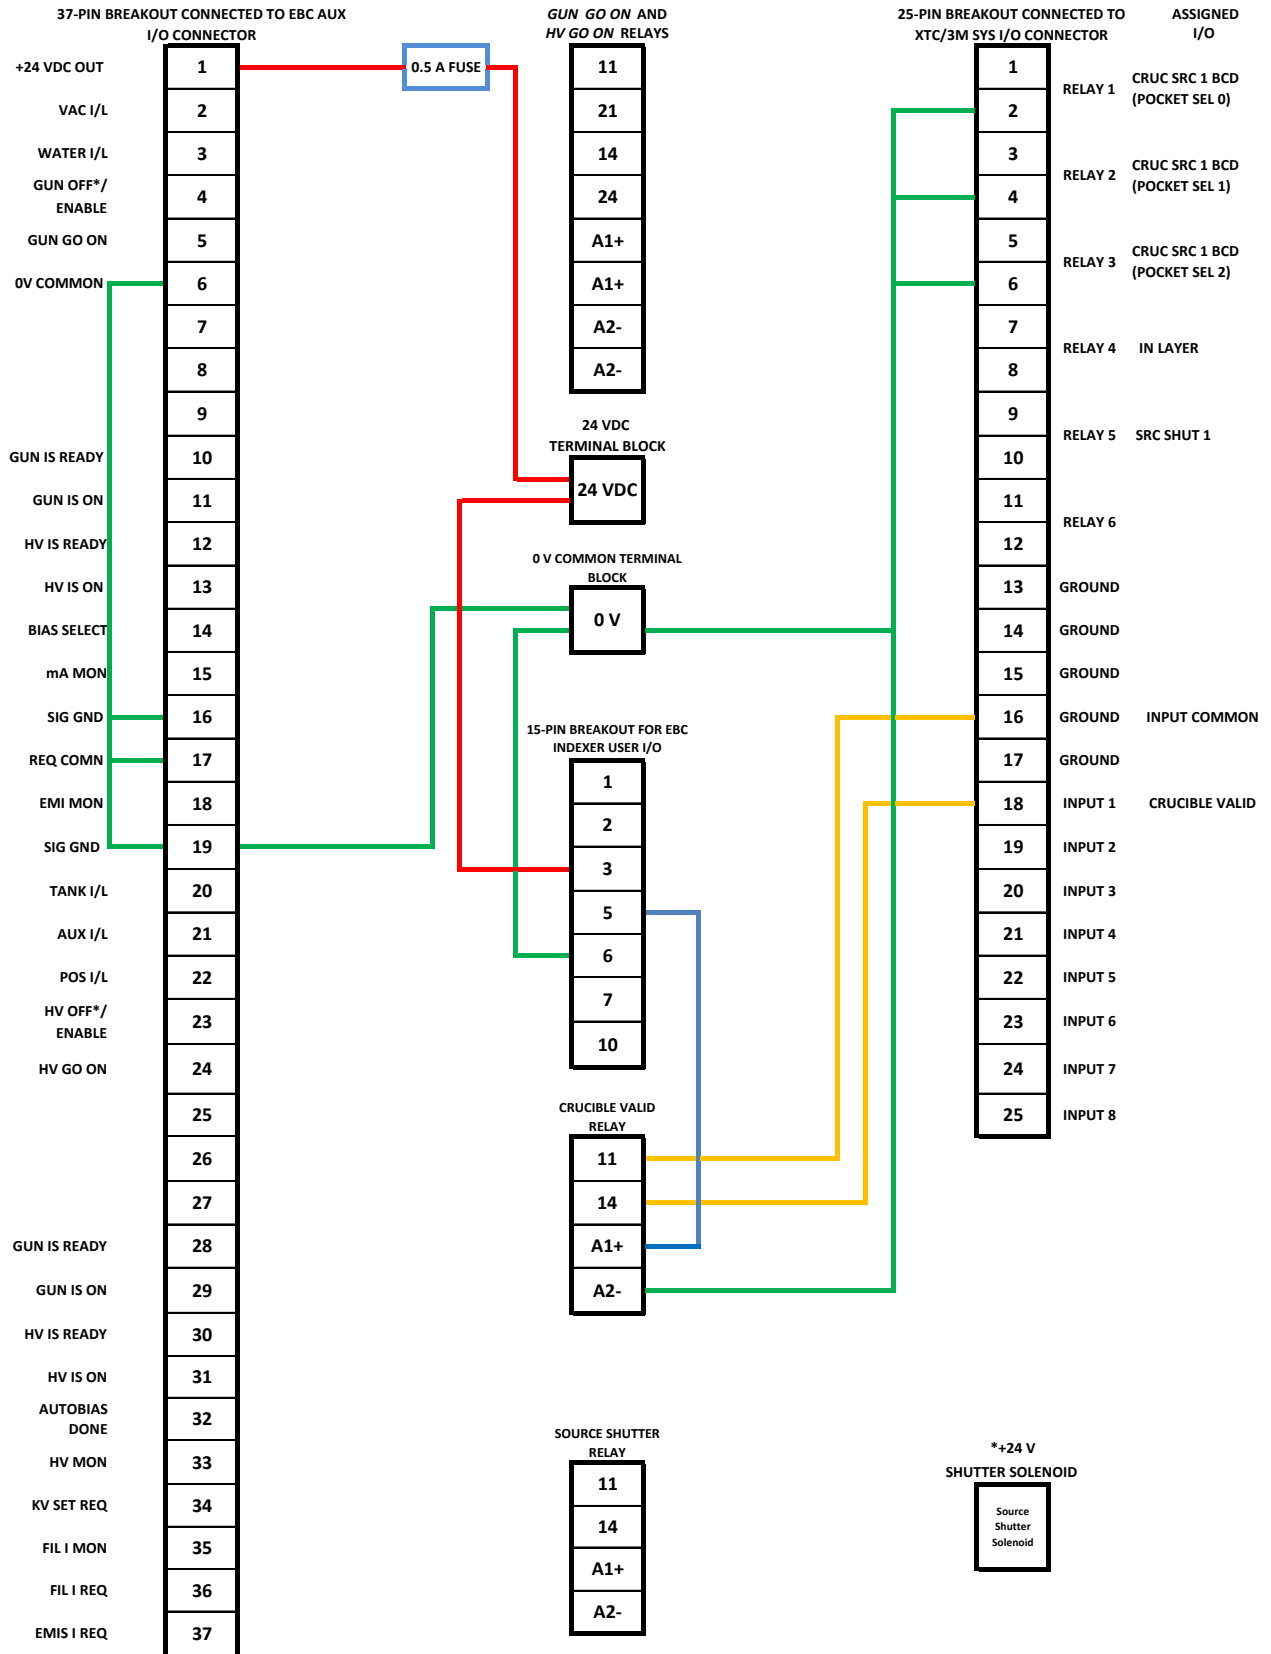 37-PIN BREAKOUT CONNECTED TO EBC AUX
I/O CONNECTOR
+24 VDC OUT 1
VAC I/L 2
WATER I/L 3
GUN OFF*/
ENABLE 4
GUN GO ON 5
0V COMMON 6
7
8
9
GUN IS READY 10
GUN IS ON 11
HV IS READY 12
HV IS ON 13
BIAS SELECT 14
mA MON 15
SIG GND 16
REQ COMN 17
EMI MON 18
SIG GND 19
TANK I/L 20
AUX I/L 21
POS I/L 22
HV OFF*/
ENABLE 23
HV GO ON 24
25
26
27
GUN IS READY 28
GUN IS ON 29
HV IS READY 30
HV IS ON 31
AUTOBIAS
DONE 32
HV MON 33
KV SET REQ 34
FIL I MON 35
FIL I REQ 36
EMIS I REQ 37
0.5 A FUSE
GUN GO ON AND
HV GO ON RELAYS
11
21
14
24
A1+
A1+
A2-
A2-
24 VDC
TERMINAL BLOCK
24 VDC
0 V COMMON TERMINAL
BLOCK
0 V
15-PIN BREAKOUT FOR EBC
INDEXER USER I/O
1
2
3
5
6
7
10
CRUCIBLE VALID
RELAY
11
14
A1+
A2-
SOURCE SHUTTER
RELAY
11
14
A1+
A2-
25-PIN BREAKOUT CONNECTED TO
XTC/3M SYS I/O CONNECTOR
ASSIGNED
I/O
1
RELAY 1 CRUC SRC 1 BCD
(POCKET SEL 0)
2
3
RELAY 2 CRUC SRC 1 BCD
(POCKET SEL 1)
4
5
RELAY 3 CRUC SRC 1 BCD
(POCKET SEL 2)
6
7
RELAY 4 IN LAYER
8
9
RELAY 5 SRC SHUT 1
10
11
RELAY 6
12
13 GROUND
14 GROUND
15 GROUND
16 GROUND INPUT COMMON
17 GROUND
18 INPUT 1 CRUCIBLE VALID
19 INPUT 2
20 INPUT 3
21 INPUT 4
22 INPUT 5
23 INPUT 6
24 INPUT 7
25 INPUT 8
*+24 V
SHUTTER SOLENOID
Source
Shutter
Solenoid